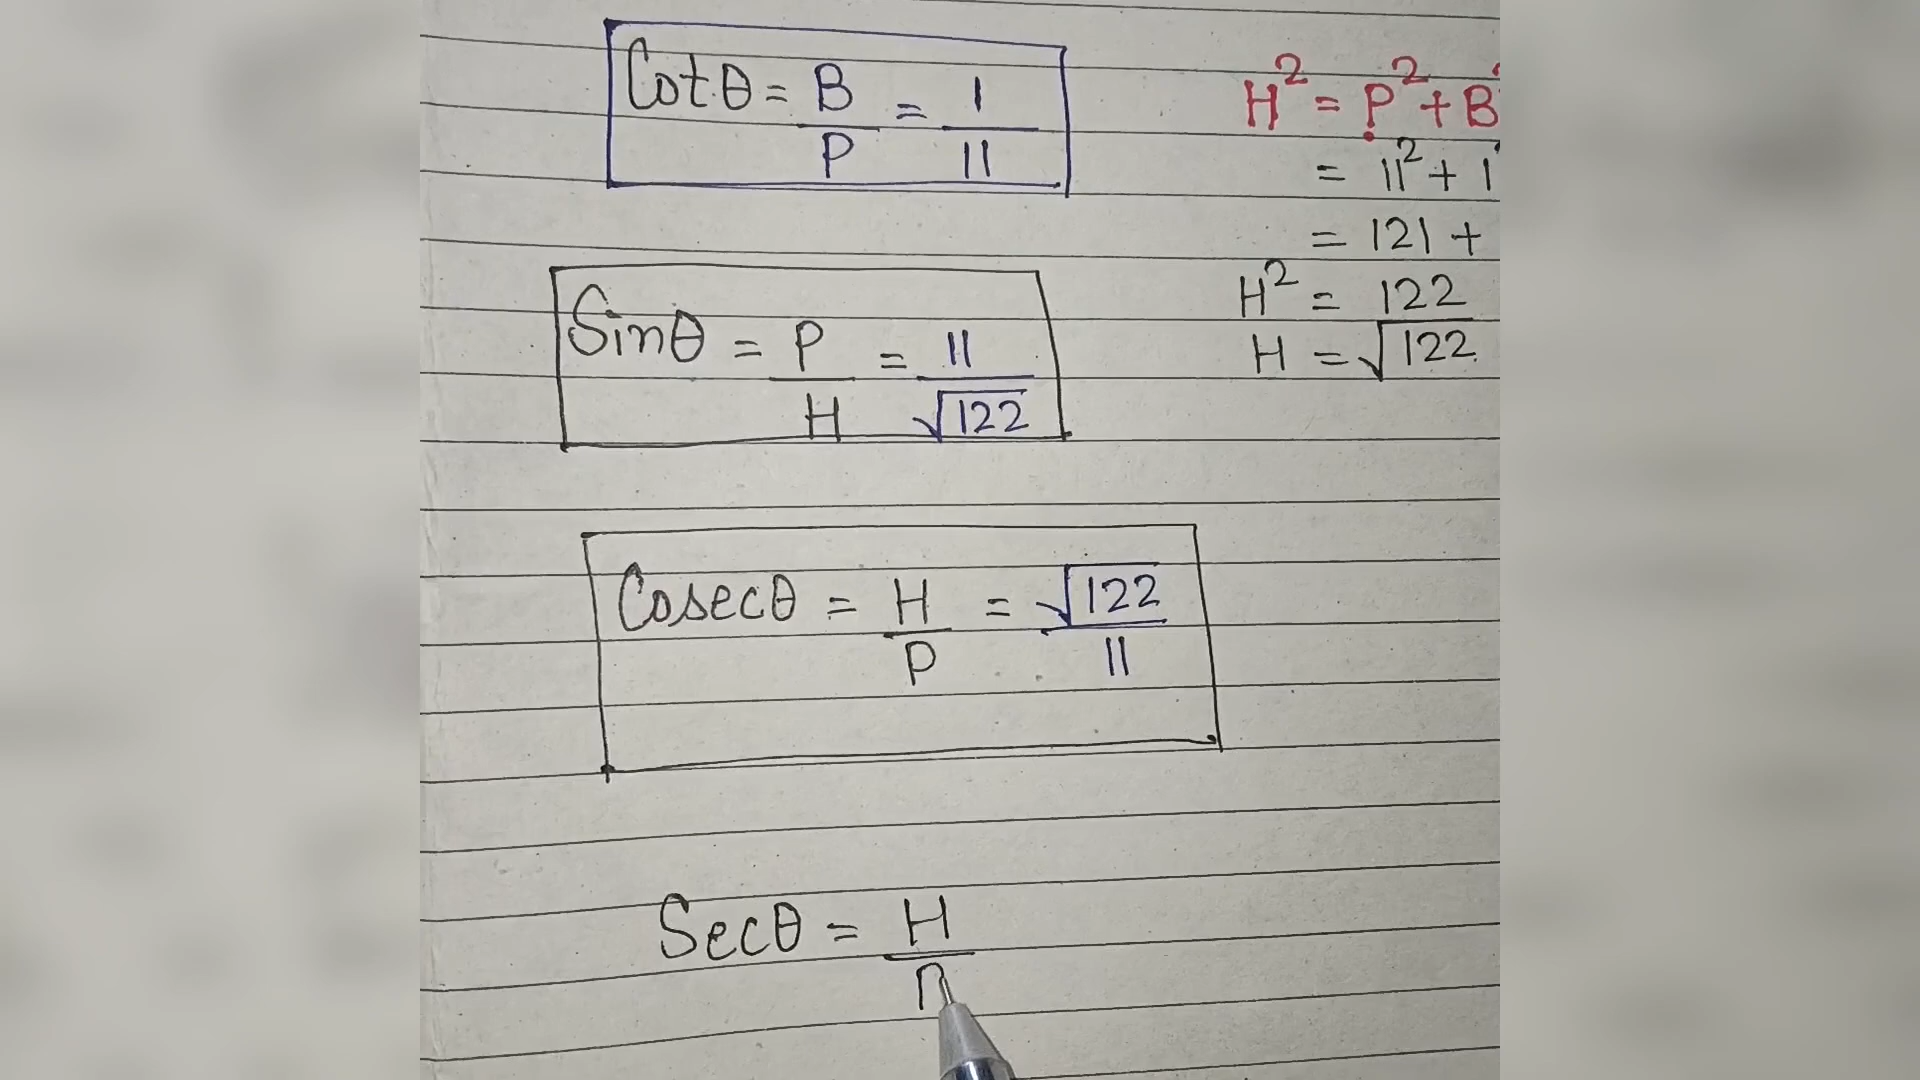 Cotθ = B/P = 1/11
Sinθ = P/H = 11/√122
Cosecθ = H/P = √122/11
Secθ = H/
H² = P² + B
= 11² + 1
= 121 +
H² = 122
H = √122